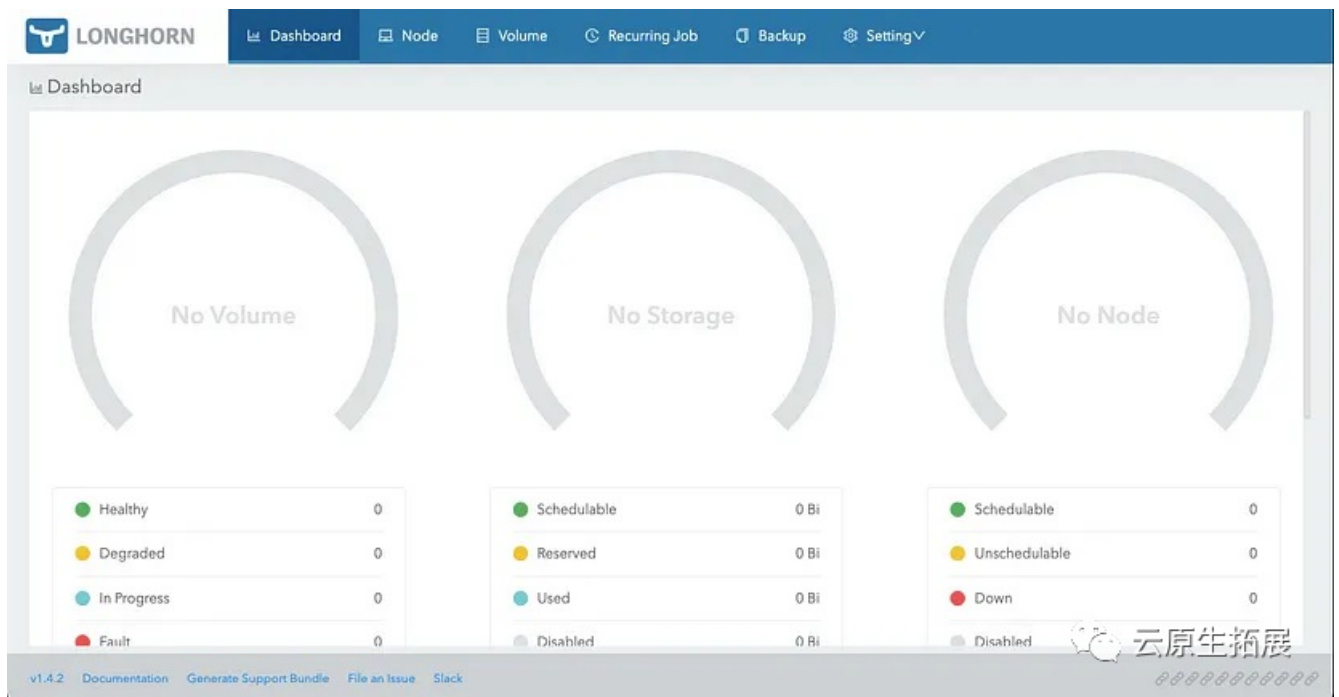 LONGHORN Dashboard Node Volume Recurring Job Backup Setting
Dashboard
No Volume No Storage No Node
Healthy 0 Schedulable 0 Bi Schedulable 0
Degraded 0 Reserved 0 Bi Unschedulable 0
In Progress 0 Used 0 Bi Down 0
Fault 0 Disabled 0 Bi Disabled 0
云原生拓展
v1.4.2 Documentation Generate Support Bundle File an Issue Slack